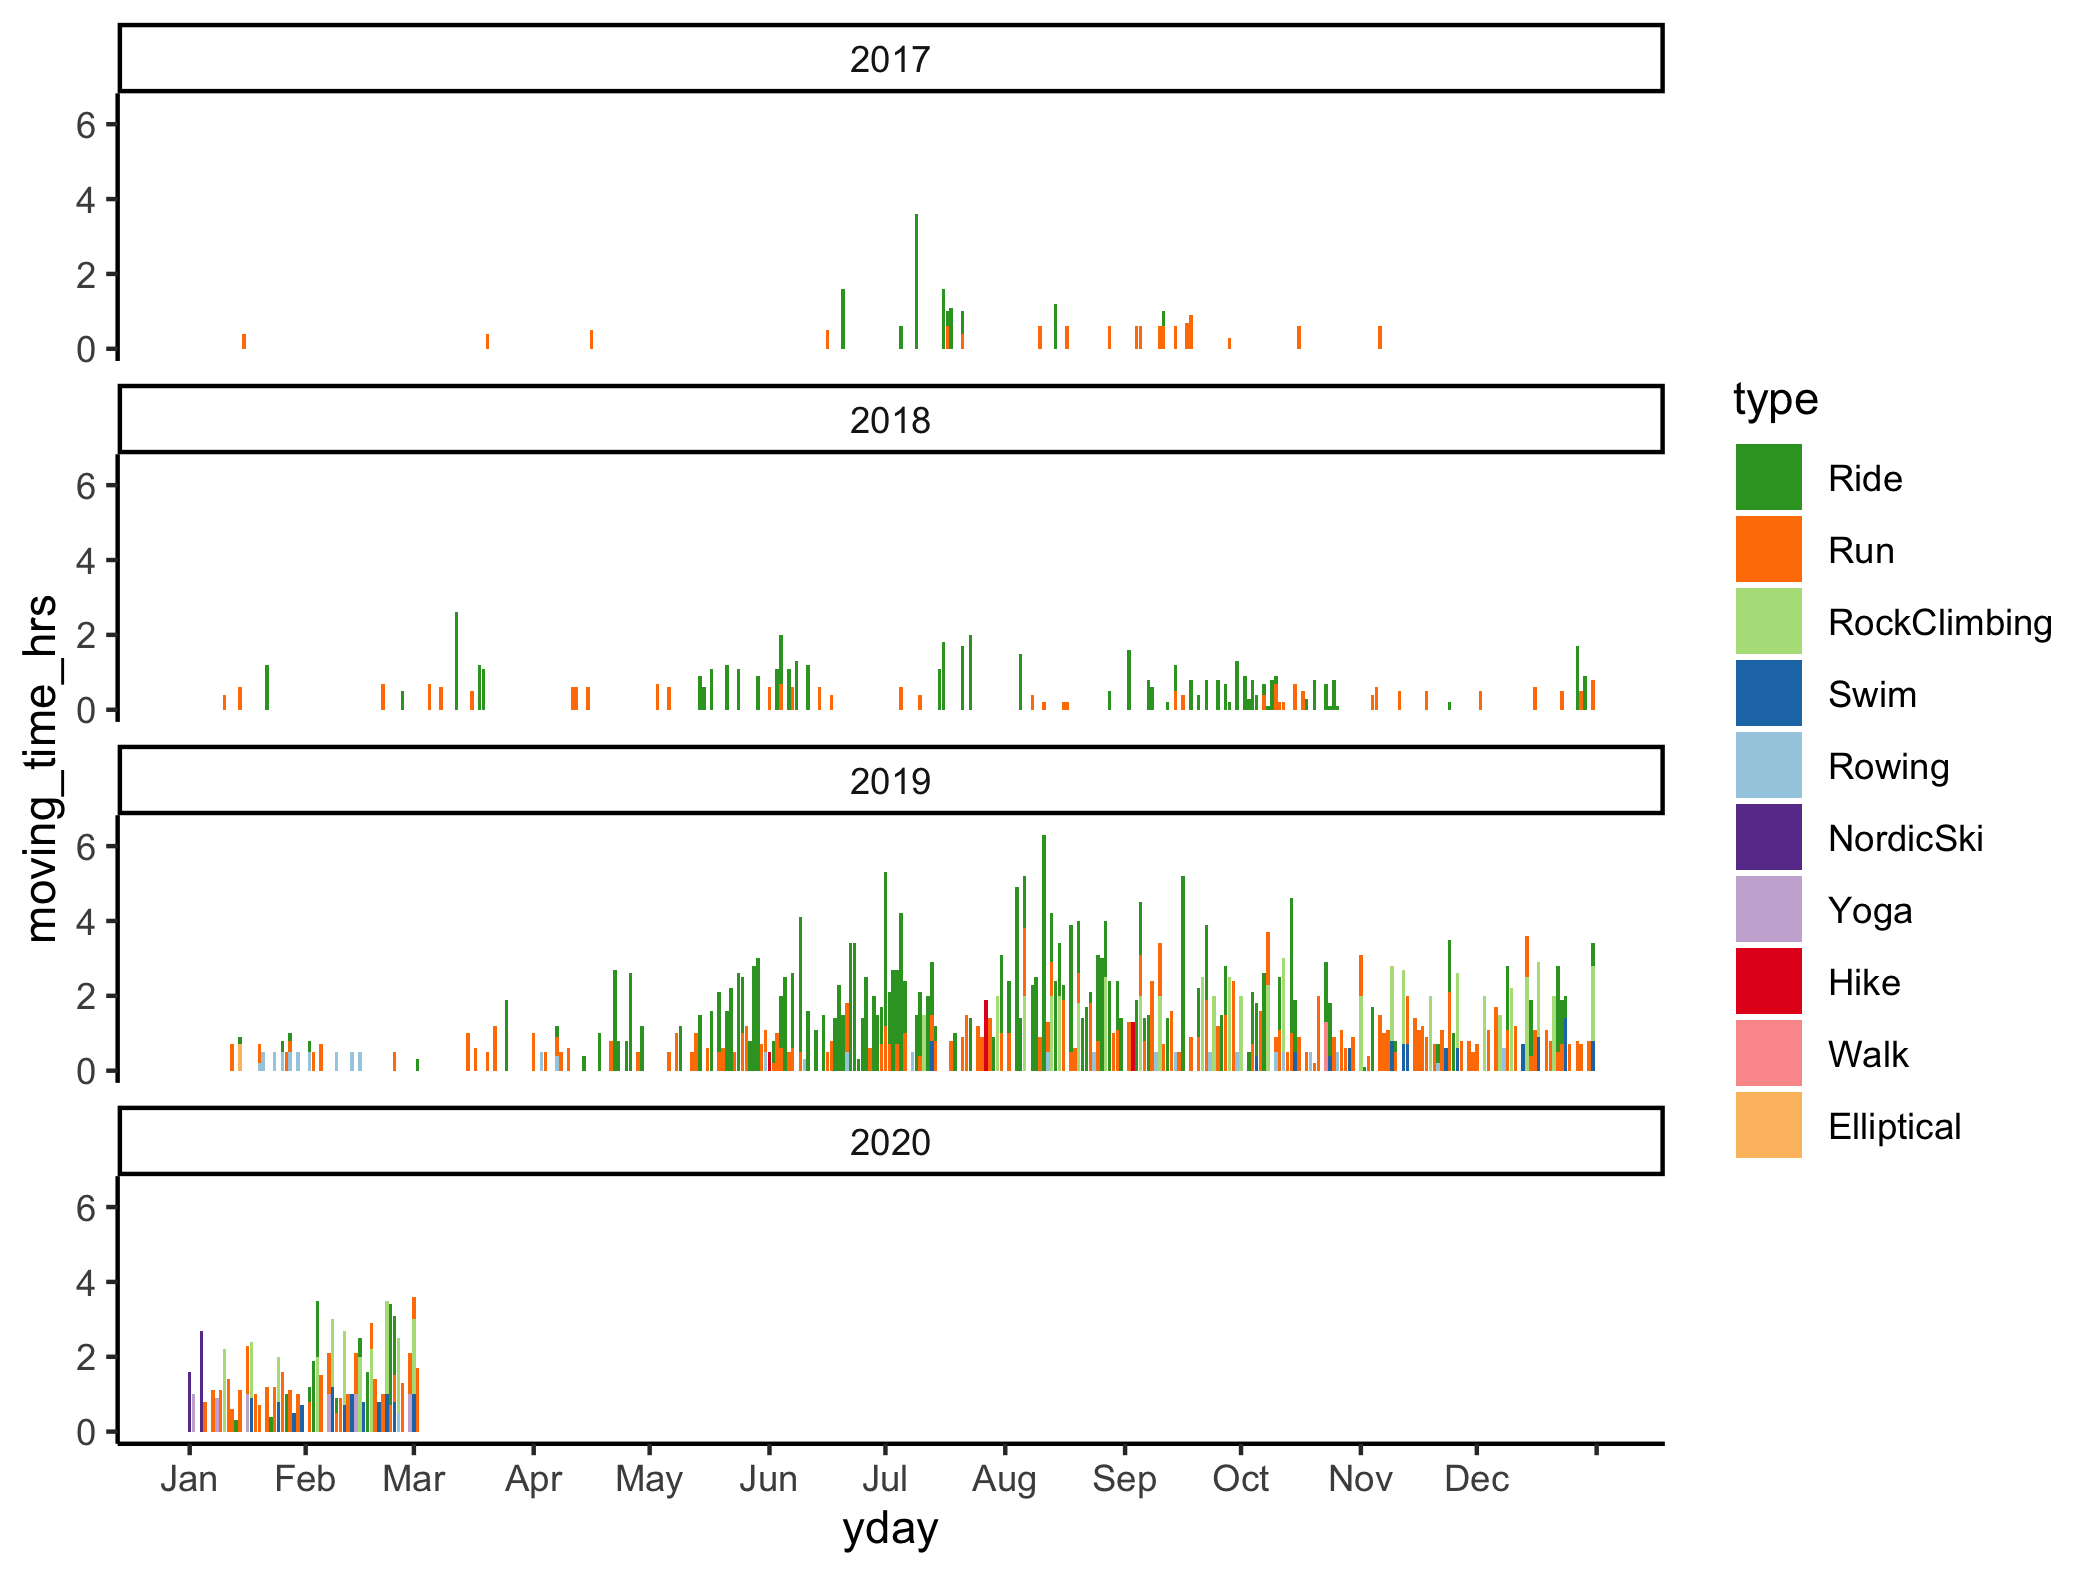 2017
6
4
2
0
2018
6
4
2
0
2019
6
4
2
0
2020
6
4
2
0
Jan Feb Mar Apr May Jun Jul Aug Sep Oct Nov Dec
yday
moving_time_hrs
type
Ride
Run
RockClimbing
Swim
Rowing
NordicSki
Yoga
Hike
Walk
Elliptical